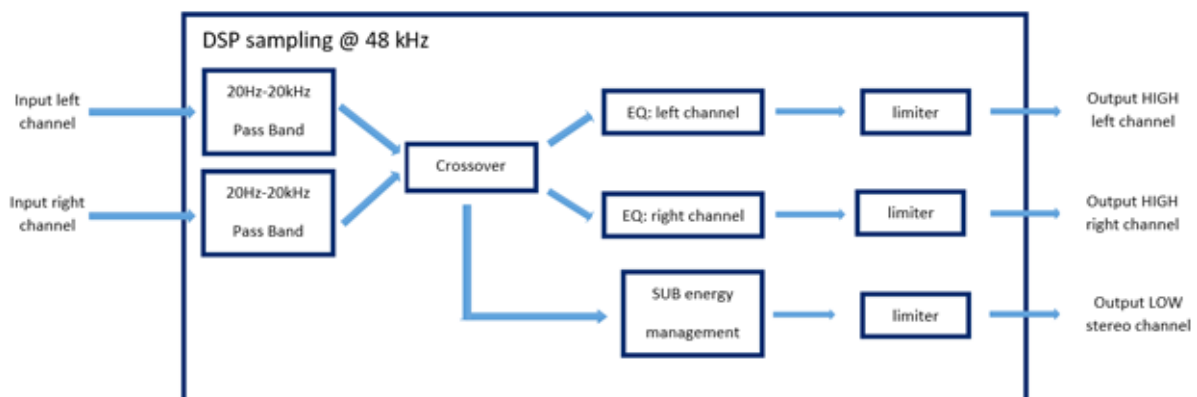 DSP sampling @ 48 kHz
Input left
channel
20Hz-20kHz
Pass Band
Input right
channel
20Hz-20kHz
Pass Band
Crossover
EQ: left channel
limiter
Output HIGH
left channel
EQ: right channel
limiter
Output HIGH
right channel
SUB energy
management
limiter
Output LOW
stereo channel